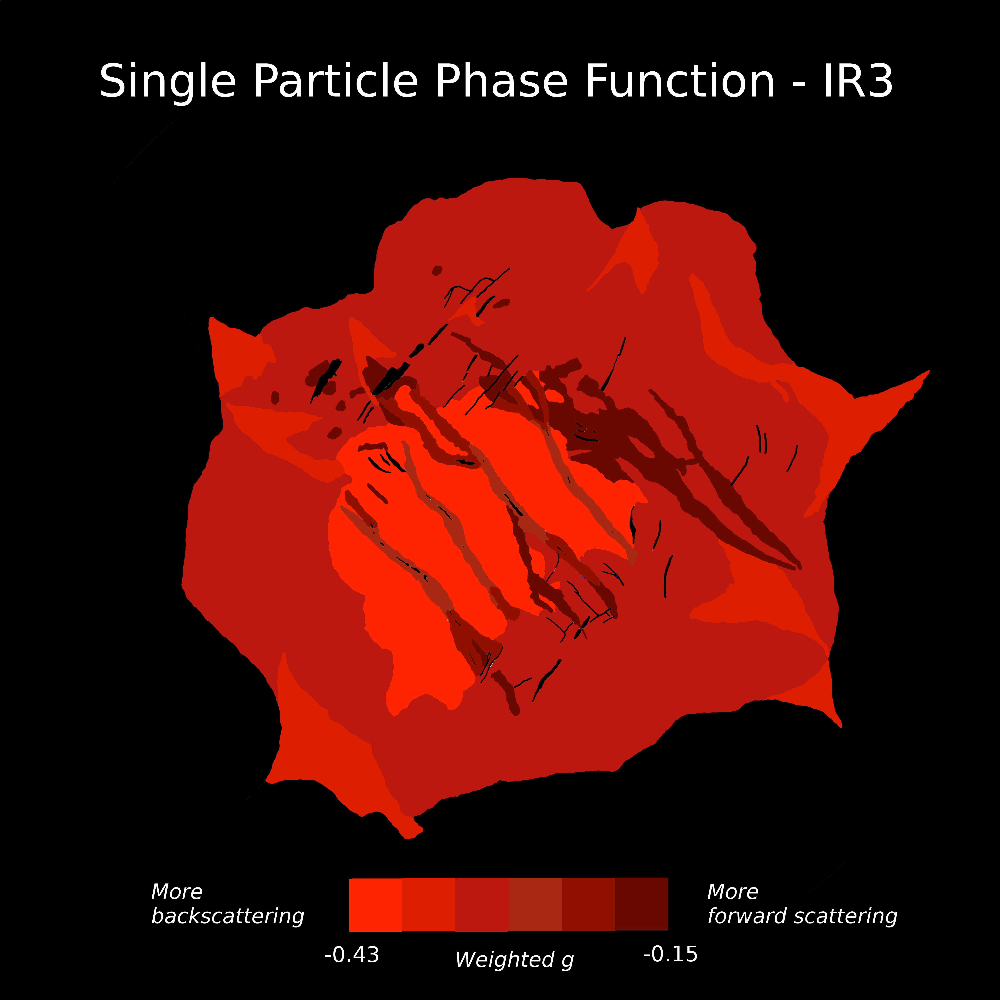 Single Particle Phase Function - IR3
More
backscattering
More
forward scattering
-0.43
Weighted g
-0.15